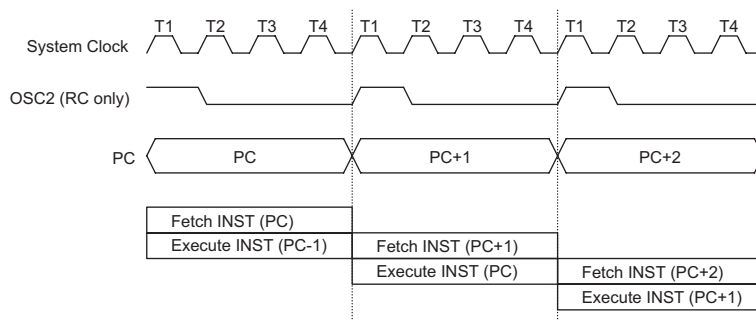 T1 T2 T3 T4 T1 T2 T3 T4 T1 T2 T3 T4
System Clock
OSC2 (RC only)
PC PC PC+1 PC+2
Fetch INST (PC)
Execute INST (PC-1) Fetch INST (PC+1)
Execute INST (PC) Fetch INST (PC+2)
Execute INST (PC+1)